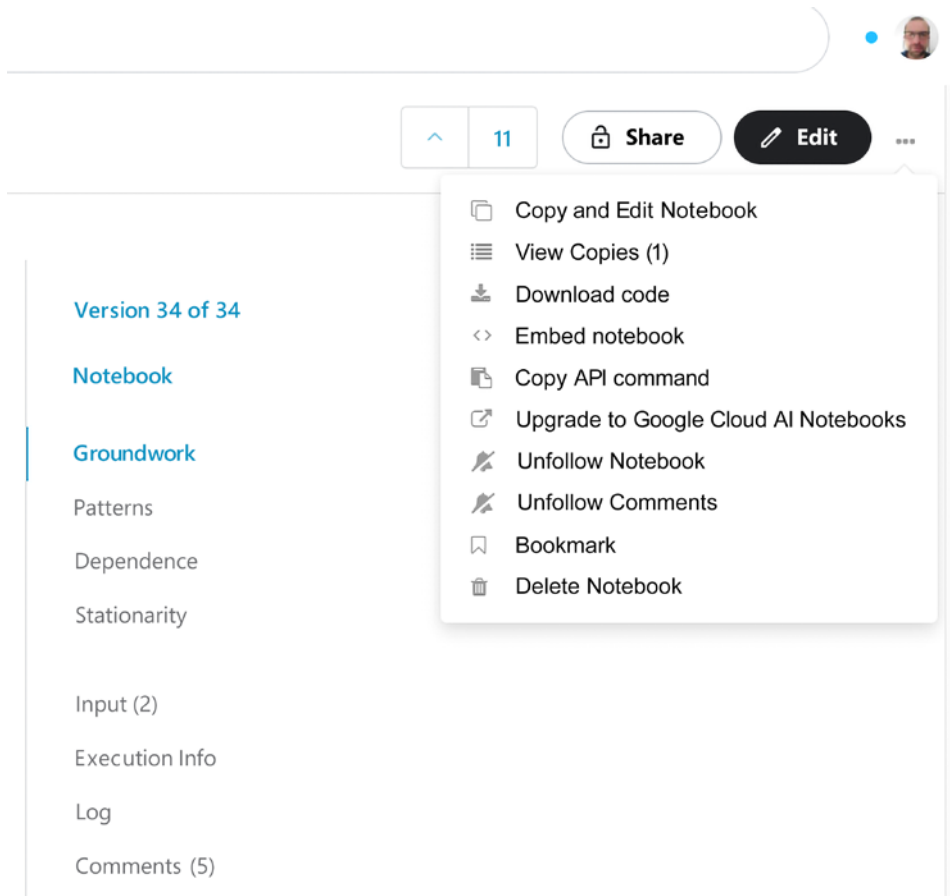 11
Share
Edit
Copy and Edit Notebook
View Copies (1)
Download code
Embed notebook
Copy API command
Upgrade to Google Cloud AI Notebooks
Unfollow Notebook
Unfollow Comments
Bookmark
Delete Notebook
Version 34 of 34
Notebook
Groundwork
Patterns
Dependence
Stationarity
Input (2)
Execution Info
Log
Comments (5)